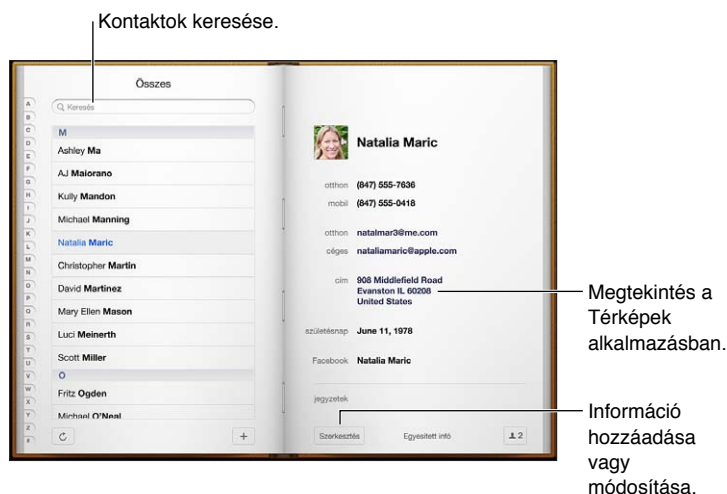 Kontaktok keresése.
Összes
Keresés
A
B
C
D
E
F
G
H
I
J
K
L
M
N
O
P
Q
R
S
T
U
V
W
X
Y
Z
#
M
Ashley Ma
AJ Maiorano
Kully Mandon
Michael Manning
Natalia Maric
Christopher Martin
David Martinez
Mary Ellen Mason
Luci Meinerth
Scott Miller
O
Fritz Ogden
Michael O'Neal
Natalia Maric
otthon (847) 555-7636
mobil (847) 555-0418
otthon natalmar3@me.com
céges nataliamaric@apple.com
cím 908 Middlefield Road
Evanston IL 60208
United States
születésnap June 11, 1978
Facebook Natalia Maric
jegyzetek
Szerkesztés Egyesített infó 2
Megtekintés a
Térképek
alkalmazásban.
Információ
hozzáadása
vagy
módosítása.